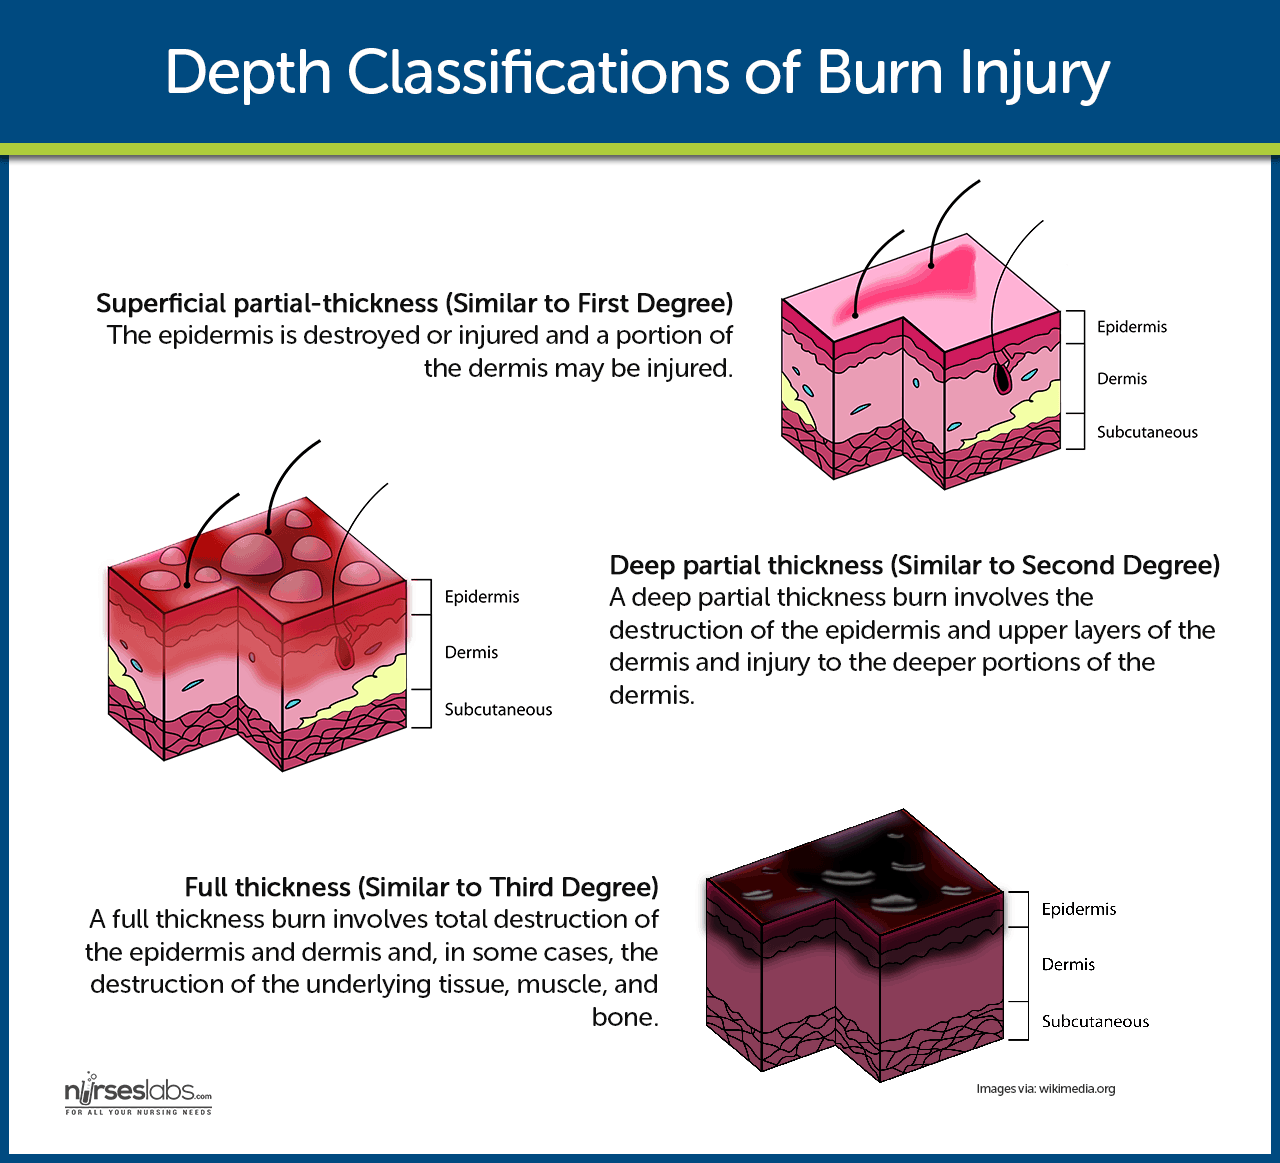 Depth Classifications of Burn Injury
Superficial partial-thickness (Similar to First Degree)
The epidermis is destroyed or injured and a portion of
the dermis may be injured.
Epidermis
Dermis
Subcutaneous
Epidermis
Dermis
Subcutaneous
Deep partial thickness (Similar to Second Degree)
A deep partial thickness burn involves the
destruction of the epidermis and upper layers of the
dermis and injury to the deeper portions of the
dermis.
Full thickness (Similar to Third Degree)
A full thickness burn involves total destruction of
the epidermis and dermis and, in some cases, the
destruction of the underlying tissue, muscle, and
bone.
Epidermis
Dermis
Subcutaneous
nurseslabs.com
FOR ALL YOUR NURSING NEEDS
Images via: wikimedia.org